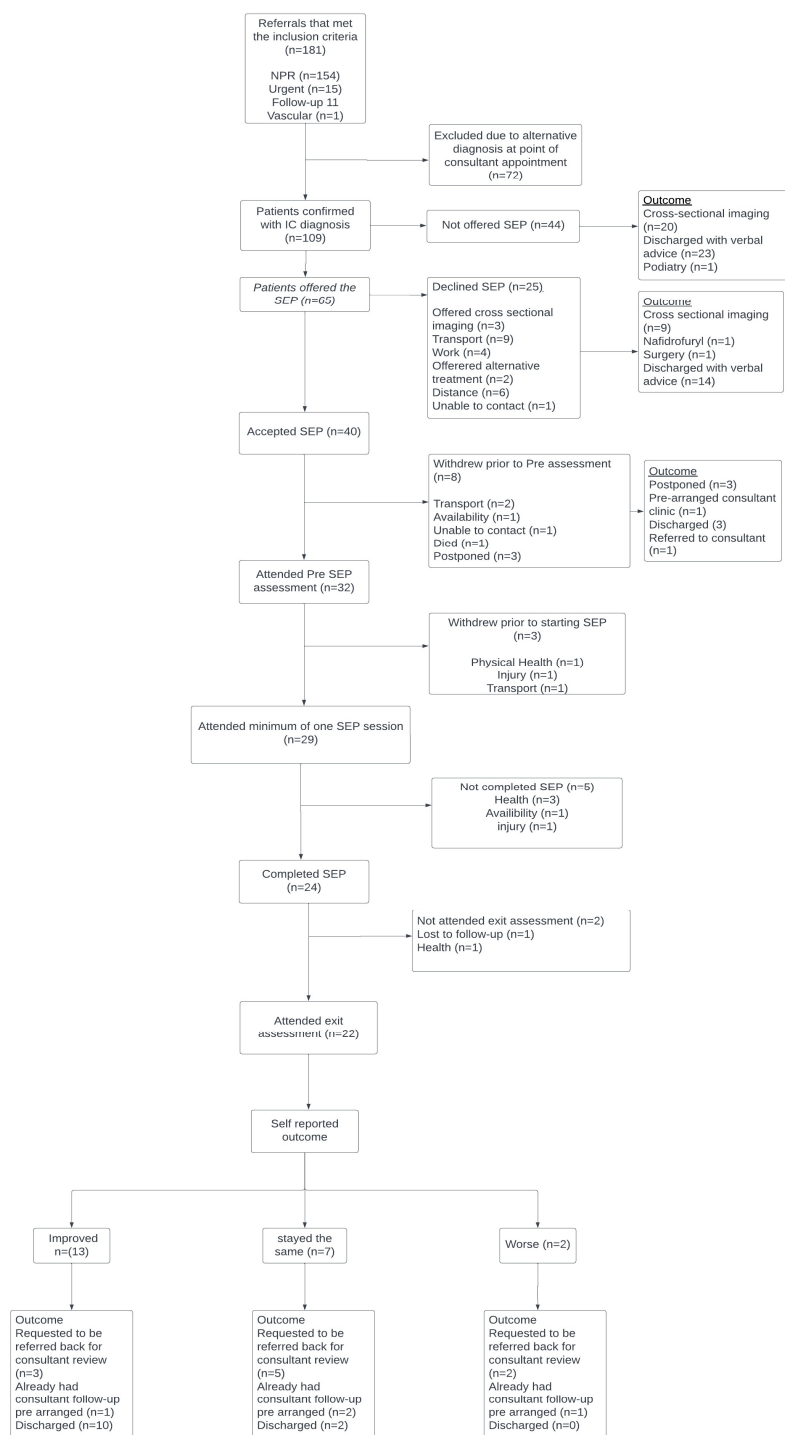 Referrals that met
the inclusion criteria
(n=181)
NPR (n=154)
Urgent (n=15)
Follow-up 11
Vascular (n=1)
Excluded due to alternative
diagnosis at point of
consultant appointment
(n=72)
Patients confirmed
with IC diagnosis
(n=109)
Not offered SEP (n=44)
Outcome
Cross-sectional imaging
(n=20)
Discharged with verbal
advice (n=23)
Podiatry (n=1)
Patients offered the
SEP (n=65)
Declined SEP (n=25)
Offered cross sectional
imaging (n=3)
Transport (n=9)
Work (n=4)
Offerered alternative
treatment (n=2)
Distance (n=6)
Unable to contact (n=1)
Outcome
Cross sectional imaging
(n=9)
Nafidrofuryl (n=1)
Surgery (n=1)
Discharged with verbal
advice (n=14)
Accepted SEP (n=40)
Withdrew prior to Pre assessment
(n=8)
Transport (n=2)
Availability (n=1)
Unable to contact (n=1)
Died (n=1)
Postponed (n=3)
Outcome
Postponed (n=3)
Pre-arranged consultant
clinic (n=1)
Discharged (3)
Referred to consultant
(n=1)
Attended Pre SEP
assessment (n=32)
Withdrew prior to starting SEP
(n=3)
Physical Health (n=1)
Injury (n=1)
Transport (n=1)
Attended minimum of one SEP session
(n=29)
Not completed SEP (n=5)
Health (n=3)
Availibility (n=1)
injury (n=1)
Completed SEP
(n=24)
Not attended exit assessment (n=2)
Lost to follow-up (n=1)
Health (n=1)
Attended exit
assessment (n=22)
Self reported
outcome
Improved
n=(13)
stayed the
same (n=7)
Worse (n=2)
Outcome
Requested to be
referred back for
consultant review
(n=3)
Already had
consultant follow-up
pre arranged (n=1)
Discharged (n=10)
Outcome
Requested to be
referred back for
consultant review
(n=5)
Already had
consultant follow-up
pre arranged (n=2)
Discharged (n=2)
Outcome
Requested to be
referred back for
consultant review
(n=2)
Already had
consultant follow-up
pre arranged (n=1)
Discharged (n=0)